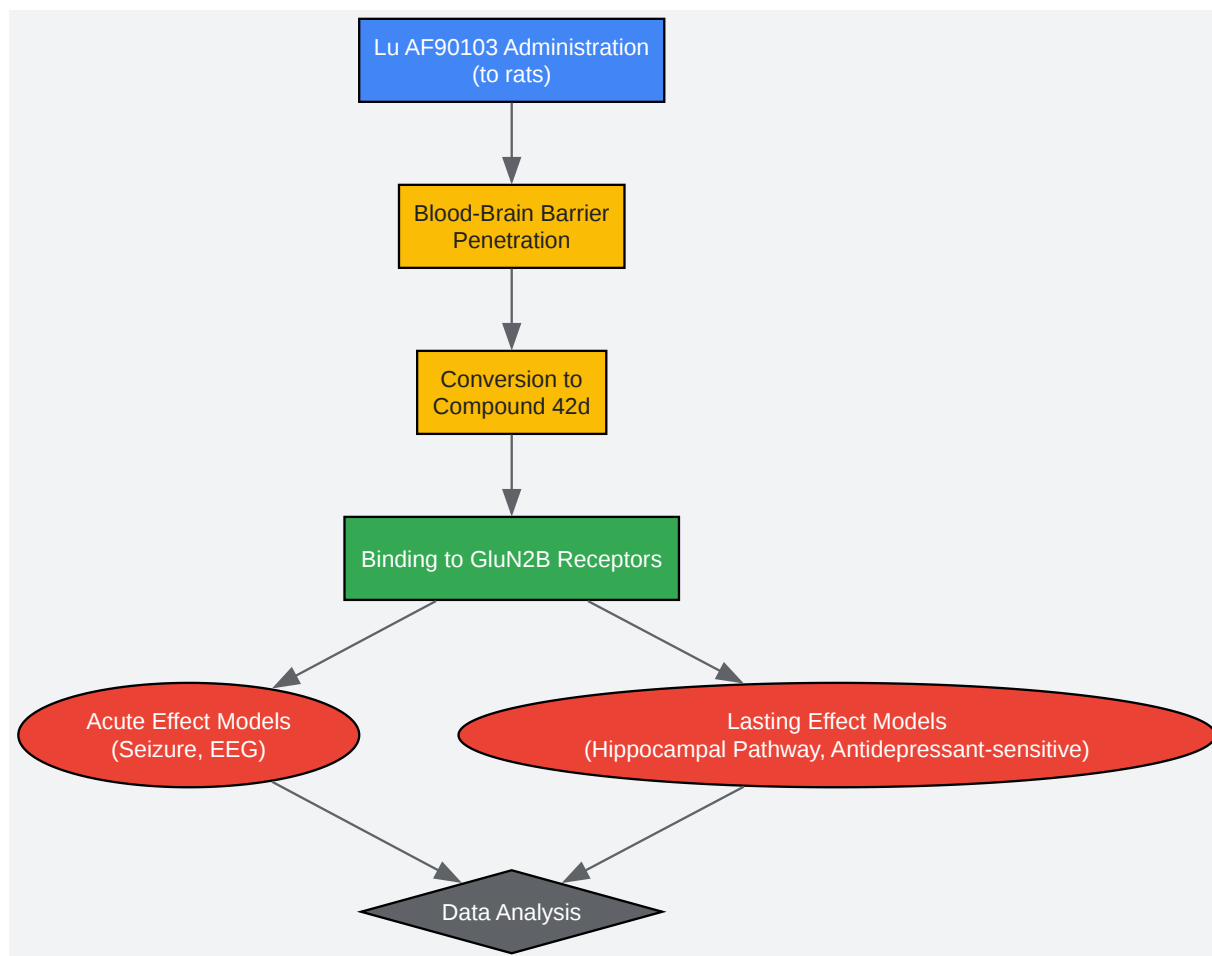 Lu AF90103 Administration
(to rats)
Blood-Brain Barrier
Penetration
Conversion to
Compound 42d
Binding to GluN2B Receptors
Acute Effect Models
(Seizure, EEG)
Lasting Effect Models
(Hippocampal Pathway, Antidepressant-sensitive)
Data Analysis